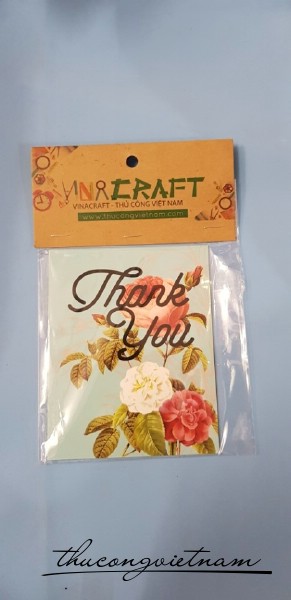 VINACRAFT
VINACRAFT - THỦ CÔNG VIỆT NAM
www.thucongvietnam.com
Thank
You
thucongvietnam